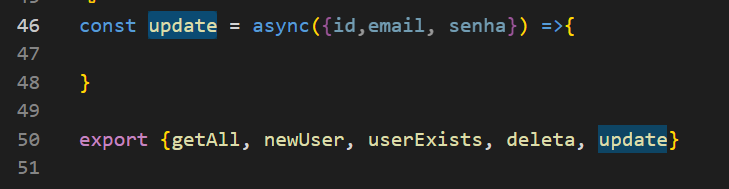 46 const update = async({id,email, senha}) =>{
47
48 }
49
50 export {getAll, newUser, userExists, deleta, update}
51